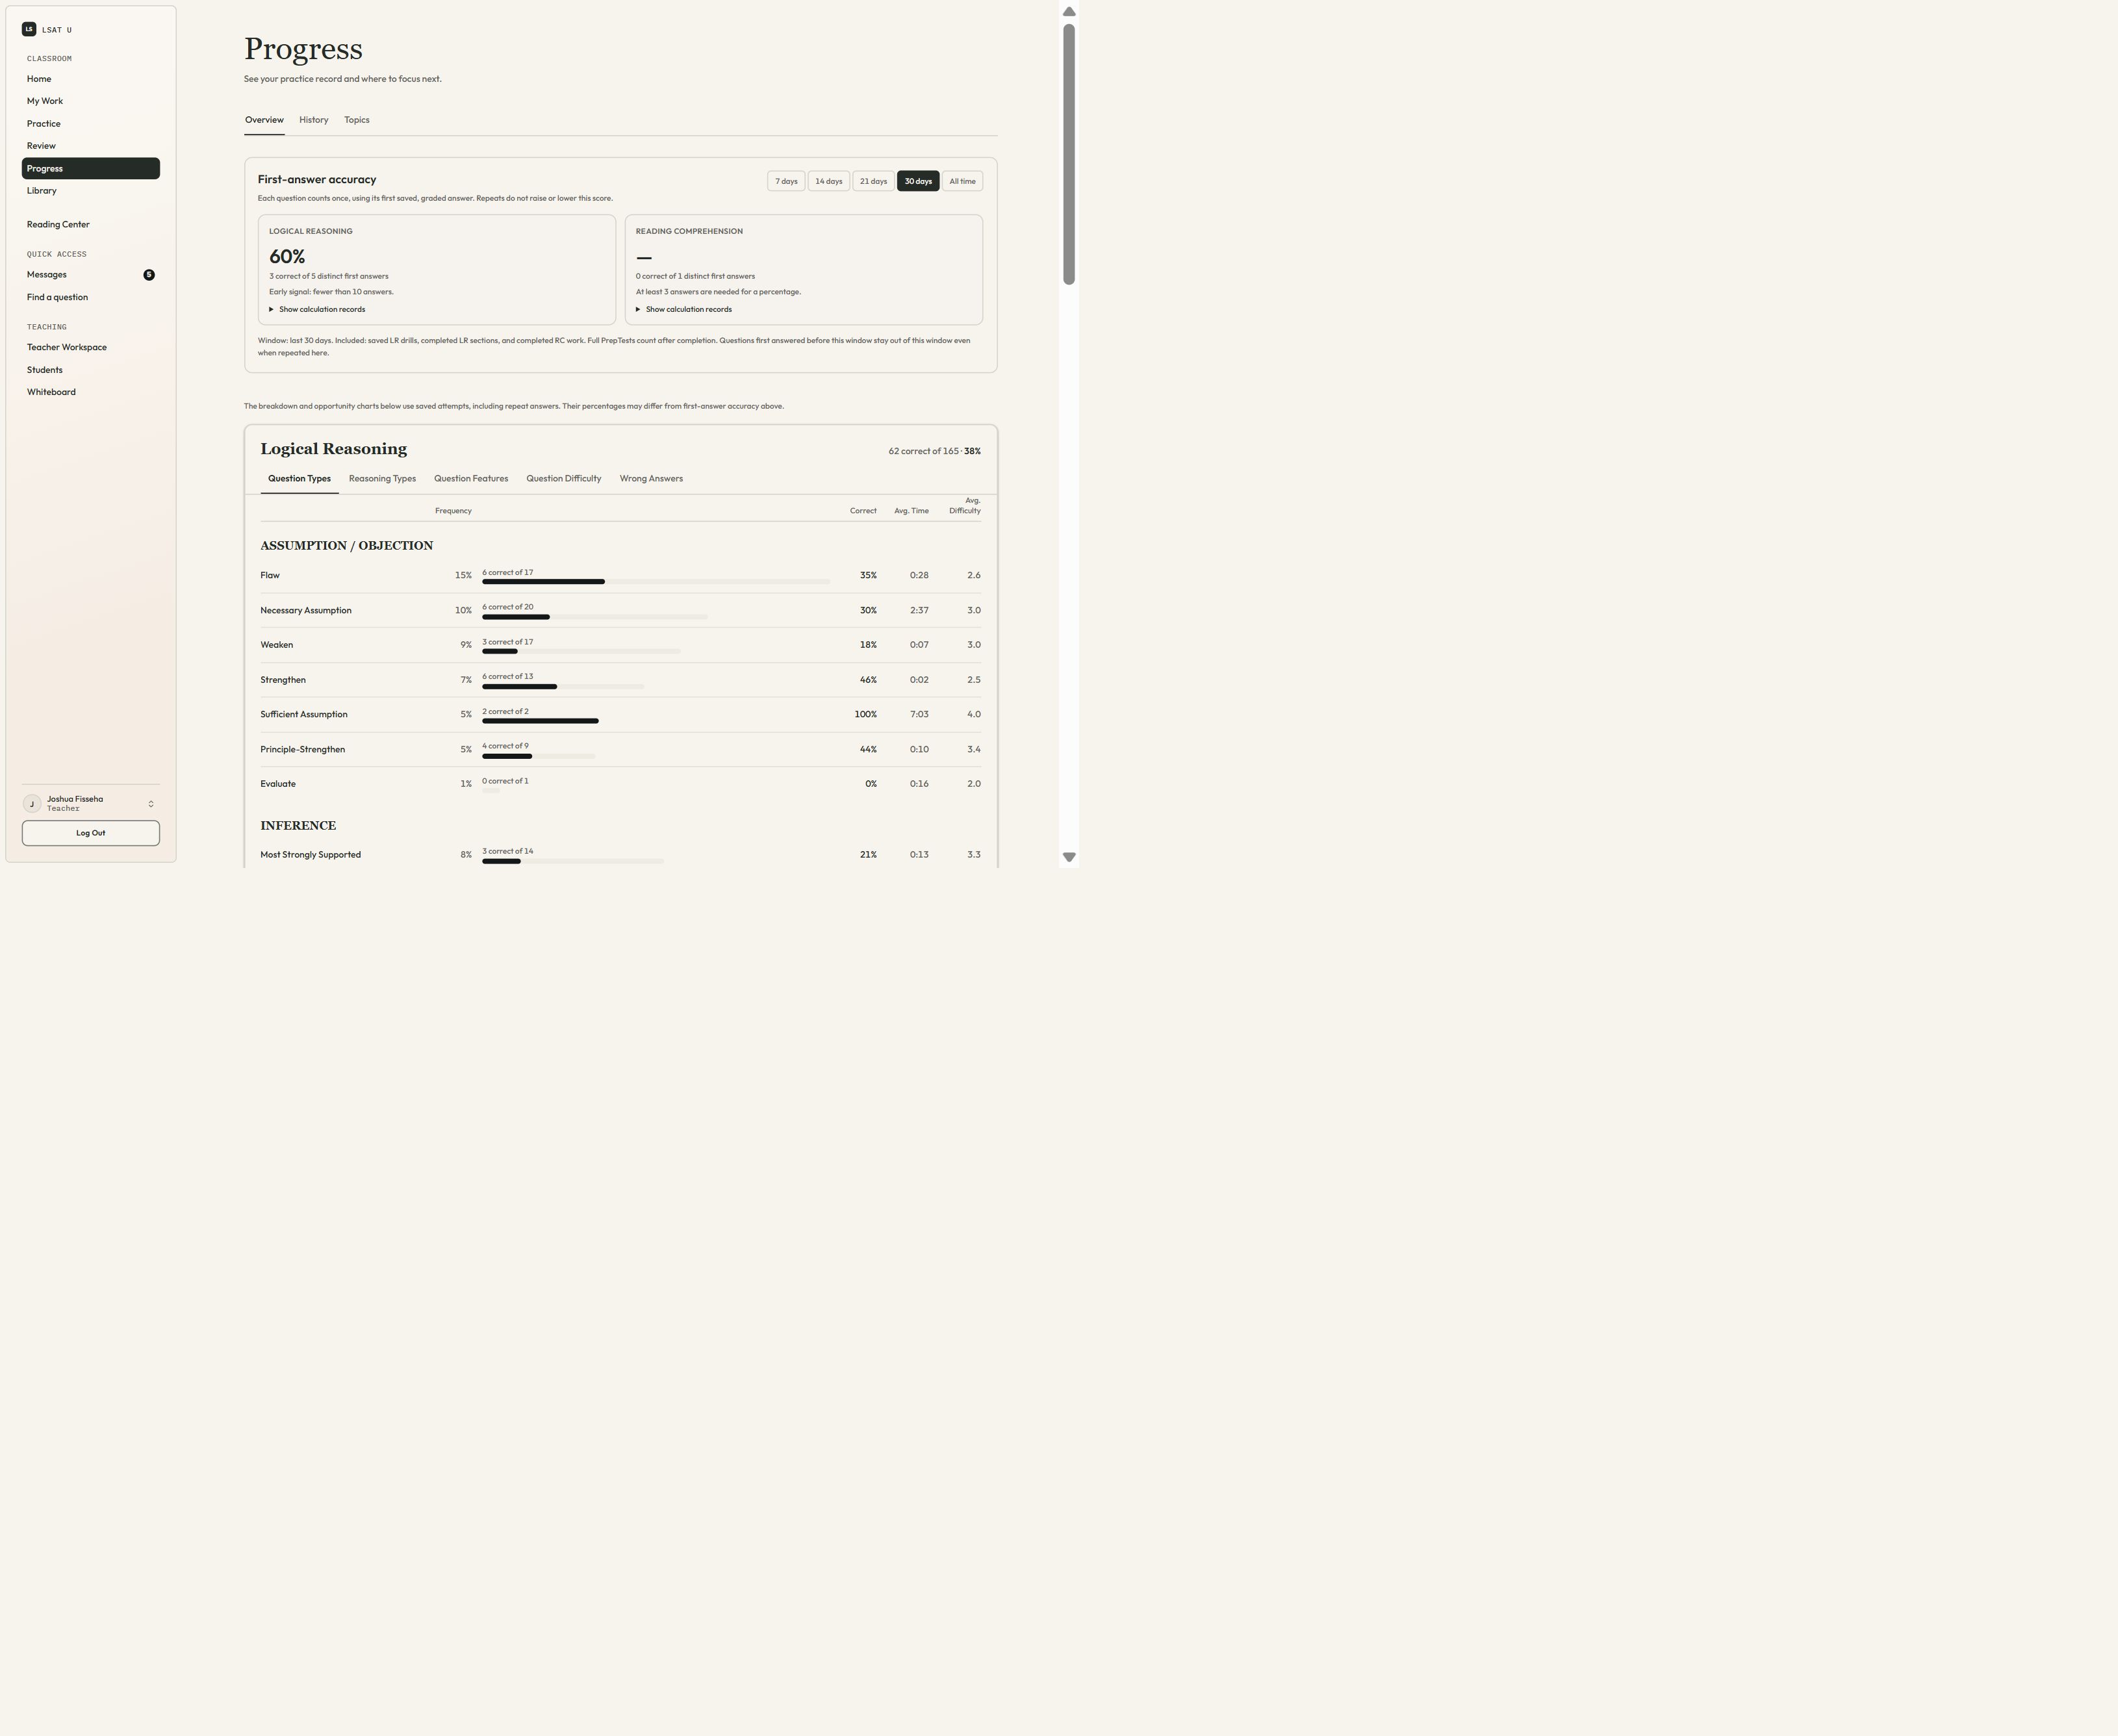 LS LSAT U
CLASSROOM
Home
My Work
Practice
Review
Progress
Library
Reading Center
QUICK ACCESS
Messages 5
Find a question
TEACHING
Teacher Workspace
Students
Whiteboard
J Joshua Fisseha
Teacher
Log Out
Progress
See your practice record and where to focus next.
Overview History Topics
First-answer accuracy
7 days 14 days 21 days 30 days All time
Each question counts once, using its first saved, graded answer. Repeats do not raise or lower this score.
LOGICAL REASONING
60%
3 correct of 5 distinct first answers
Early signal: fewer than 10 answers.
Show calculation records
READING COMPREHENSION
—
0 correct of 1 distinct first answers
At least 3 answers are needed for a percentage.
Show calculation records
Window: last 30 days. Included: saved LR drills, completed LR sections, and completed RC work. Full PrepTests count after completion. Questions first answered before this window stay out of this window even
when repeated here.
The breakdown and opportunity charts below use saved attempts, including repeat answers. Their percentages may differ from first-answer accuracy above.
Logical Reasoning
62 correct of 165 · 38%
Question Types Reasoning Types Question Features Question Difficulty Wrong Answers
Frequency Correct Avg. Time Avg. Difficulty
ASSUMPTION / OBJECTION
Flaw 15% 6 correct of 17 35% 0:28 2.6
Necessary Assumption 10% 6 correct of 20 30% 2:37 3.0
Weaken 9% 3 correct of 17 18% 0:07 3.0
Strengthen 7% 6 correct of 13 46% 0:02 2.5
Sufficient Assumption 5% 2 correct of 2 100% 7:03 4.0
Principle-Strengthen 5% 4 correct of 9 44% 0:10 3.4
Evaluate 1% 0 correct of 1 0% 0:16 2.0
INFERENCE
Most Strongly Supported 8% 3 correct of 14 21% 0:13 3.3